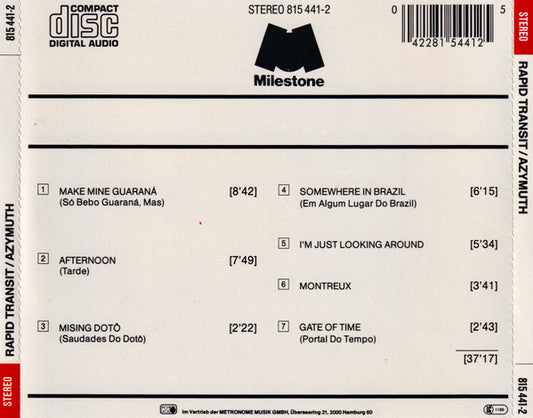 COMPACT
disc
DIGITAL AUDIO
STEREO 815 441-2
Milestone
0
5
42281 54412
1 MAKE MINE GUARANÁ [8'42]
(Só Bebo Guaraná, Mas)
2 AFTERNOON [7'49]
(Tarde)
3 MISING DOTÔ [2'22]
(Saudades Do Dotô)
4 SOMEWHERE IN BRAZIL [6'15]
(Em Algum Lugar Do Brazil)
5 I'M JUST LOOKING AROUND [5'34]
6 MONTREUX [3'41]
7 GATE OF TIME [2'43]
(Portal Do Tempo)
[37'17]
Im Vertrieb der METRONOME MUSIK GMBH, Überseering 21, 2000 Hamburg 60
815 441-2
RAPID TRANSIT/AZYMUTH
STEREO
STEREO
RAPID TRANSIT/AZYMUTH
815 441-2